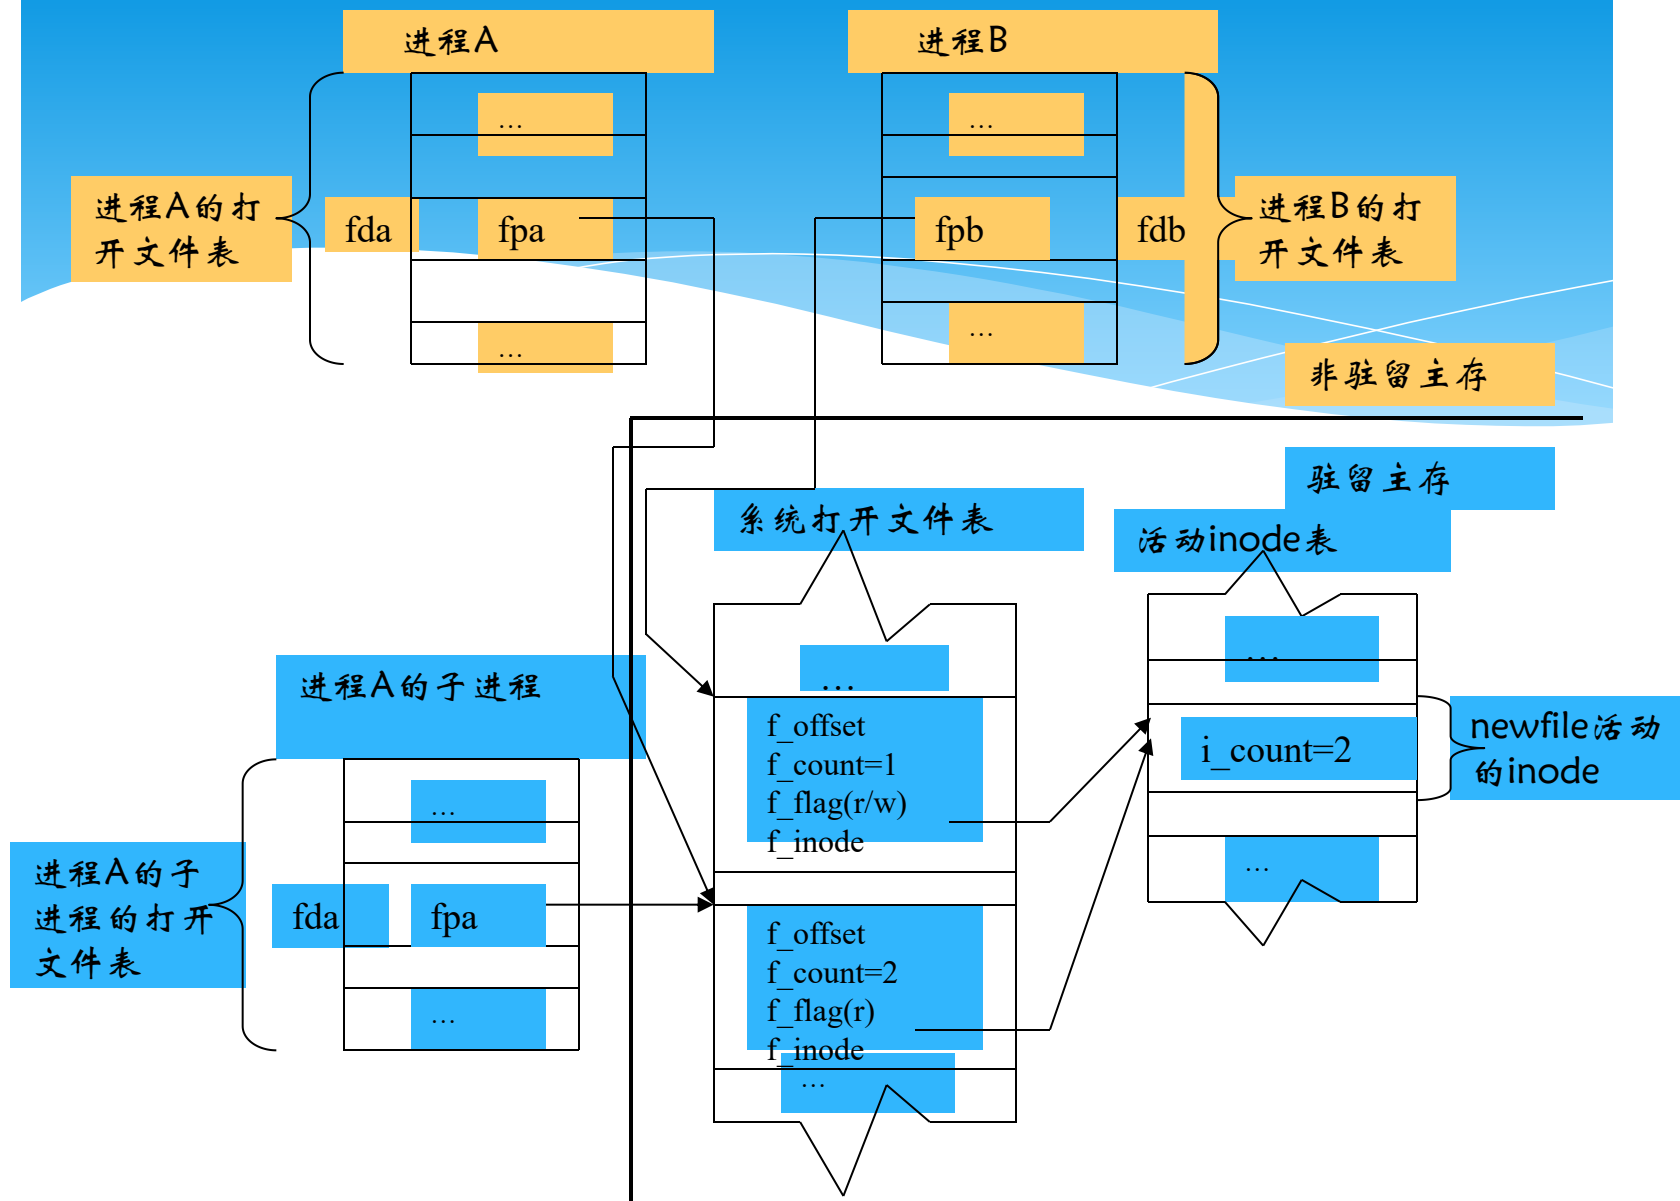 进程A
进程B
…
…
进程A的打
开文件表
fda
fpa
fpb
fdb
进程B的打
开文件表
…
…
非驻留主存
驻留主存
系统打开文件表
活动inode表
…
…
进程A的子进程
f_offset
f_count=1
f_flag(r/w)
f_inode
i_count=2
newfile活动
的inode
…
进程A的子
进程的打开
文件表
fda
fpa
…
…
f_offset
f_count=2
f_flag(r)
f_inode
…